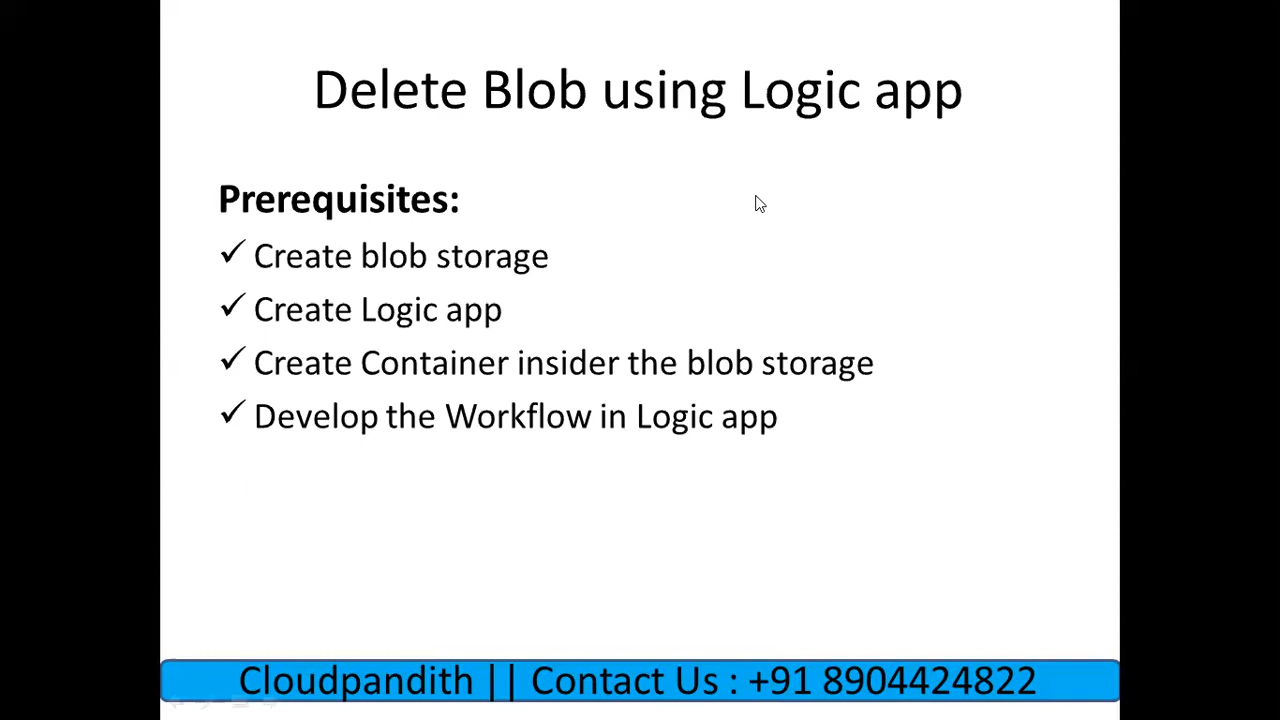 Delete Blob using Logic app
Prerequisites:
✓ Create blob storage
✓ Create Logic app
✓ Create Container insider the blob storage
✓ Develop the Workflow in Logic app
Cloudpandith || Contact Us : +91 8904424822